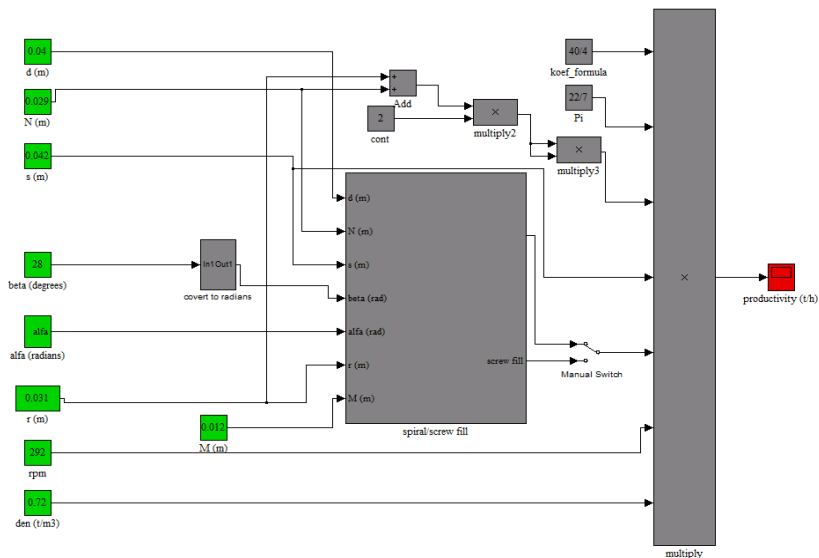 0.04
d (m)
0.029
N (m)
0.042
s (m)
28
beta (degrees)
In1Out1
covert to radians
alfa
alfa (radians)
0.031
r (m)
0.012
M (m)
292
rpm
0.72
den (t/m3)
+
+
Add
2
cont
×
multiply2
×
multiply3
40/4
koef_formula
22/7
Pi
d (m)
N (m)
s (m)
beta (rad)
alfa (rad)
r (m)
M (m)
screw fill
spiral/screw fill
Manual Switch
×
multiply
productivity (t/h)